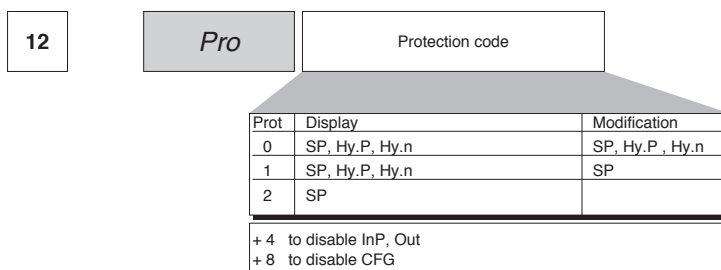 12 Pro Protection code
Prot Display Modification
0 SP, Hy.P, Hy.n SP, Hy.P , Hy.n
1 SP, Hy.P, Hy.n SP
2 SP
+ 4 to disable InP, Out
+ 8 to disable CFG